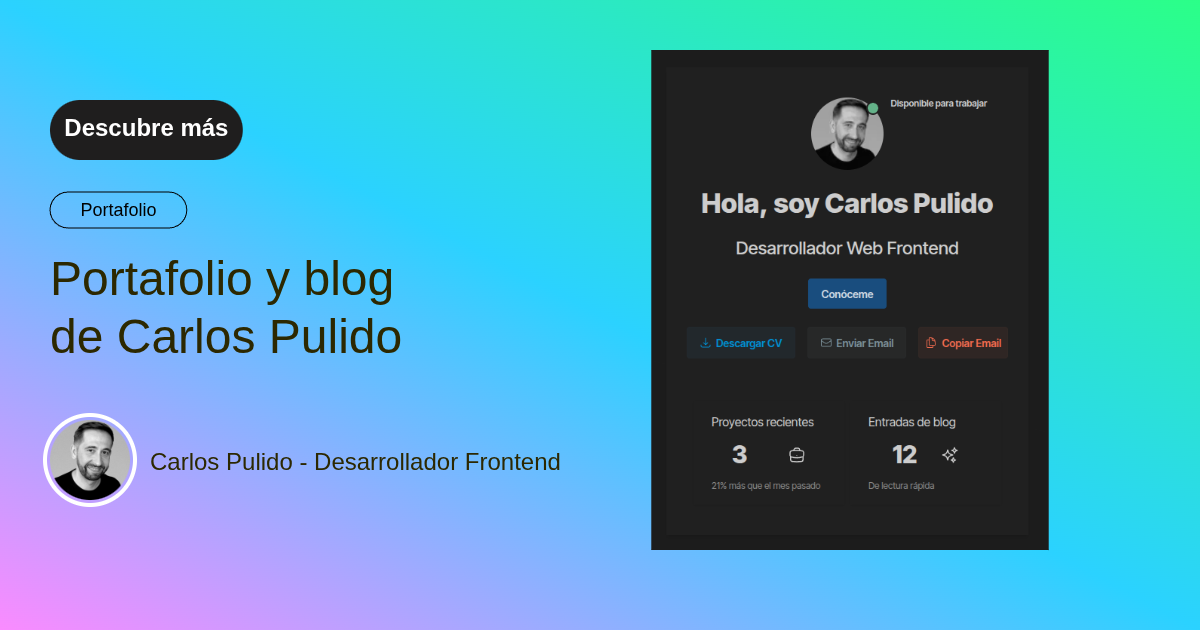 Descubre más
Portafolio
Portafolio y blog
de Carlos Pulido
Carlos Pulido - Desarrollador Frontend
Disponible para trabajar
Hola, soy Carlos Pulido
Desarrollador Web Frontend
Conóceme
Descargar CV
Enviar Email
Copiar Email
Proyectos recientes
3
21% más que el mes pasado
Entradas de blog
12
De lectura rápida